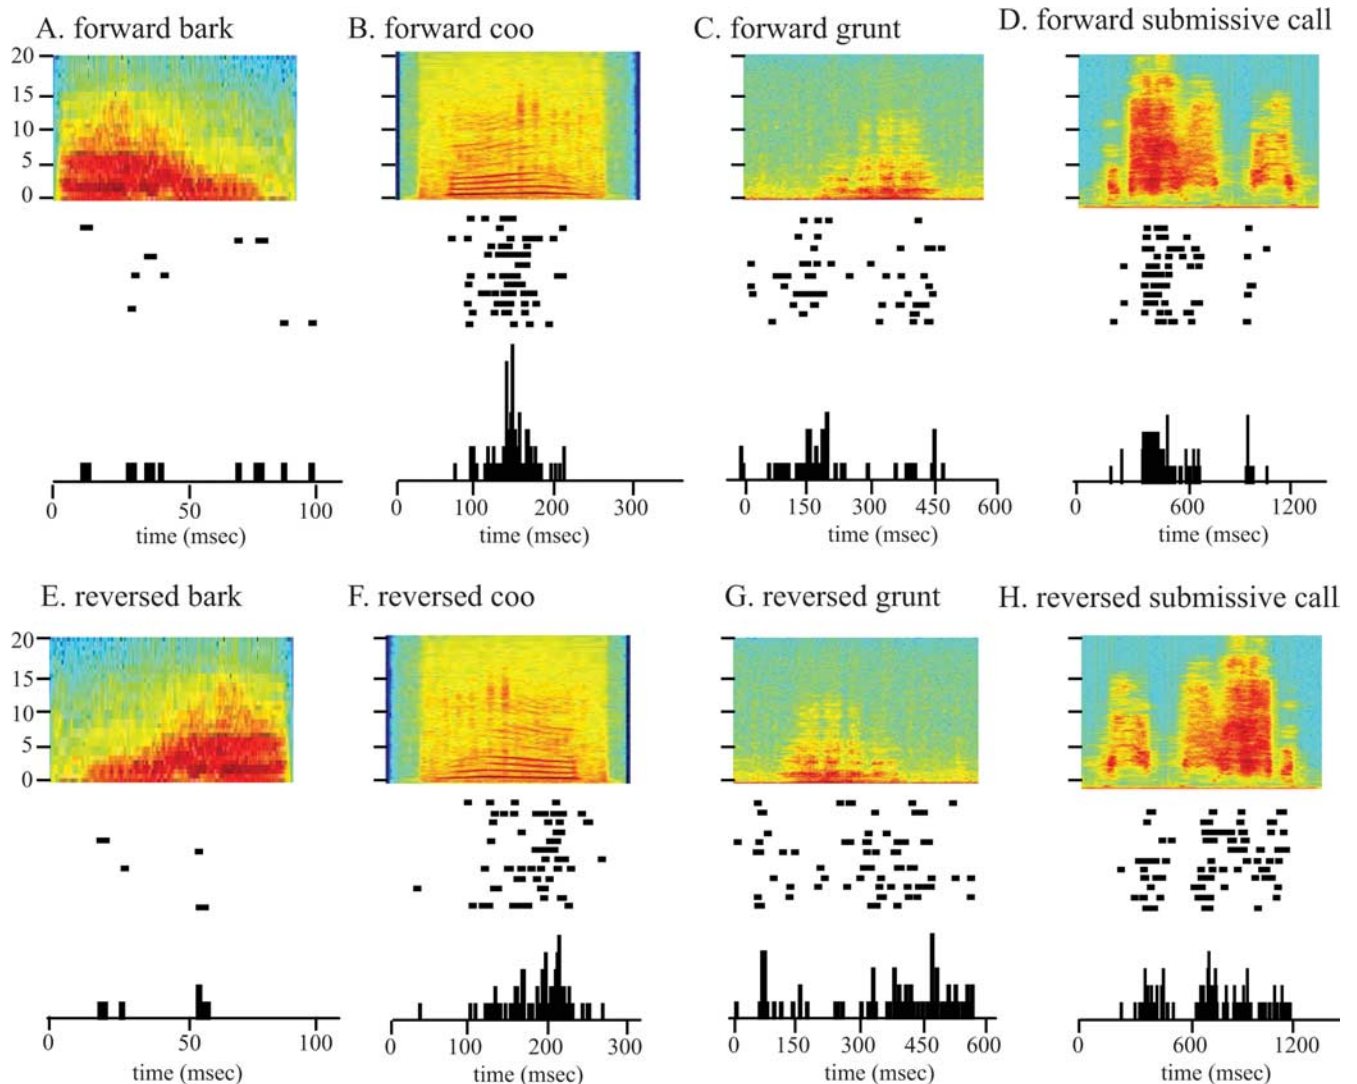 A. forward bark
B. forward coo
C. forward grunt
D. forward submissive call
20
15
10
5
0
0 50 100
0 100 200 300
0 150 300 450 600
0 600 1200
time (msec)
time (msec)
time (msec)
time (msec)
E. reversed bark
F. reversed coo
G. reversed grunt
H. reversed submissive call
20
15
10
5
0
0 50 100
0 100 200 300
0 150 300 450 600
0 600 1200
time (msec)
time (msec)
time (msec)
time (msec)